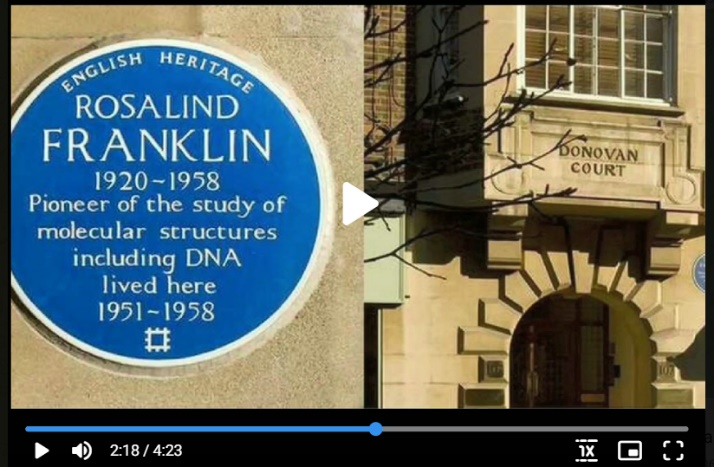 ENGLISH HERITAGE
ROSALIND
FRANKLIN
1920~1958
Pioneer of the study of
molecular structures
including DNA
lived here
1951~1958
DONOVAN
COURT
107
2:18 / 4:23
1X